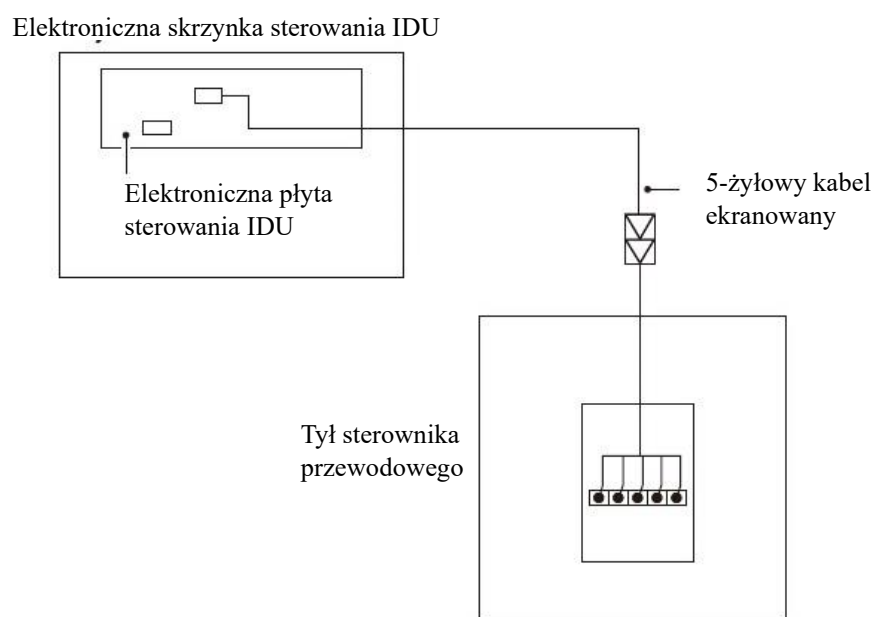 Elektroniczna skrzynka sterowania IDU
Elektroniczna płyta
sterowania IDU
5-żyłowy kabel
ekranowany
Tył sterownika
przewodowego